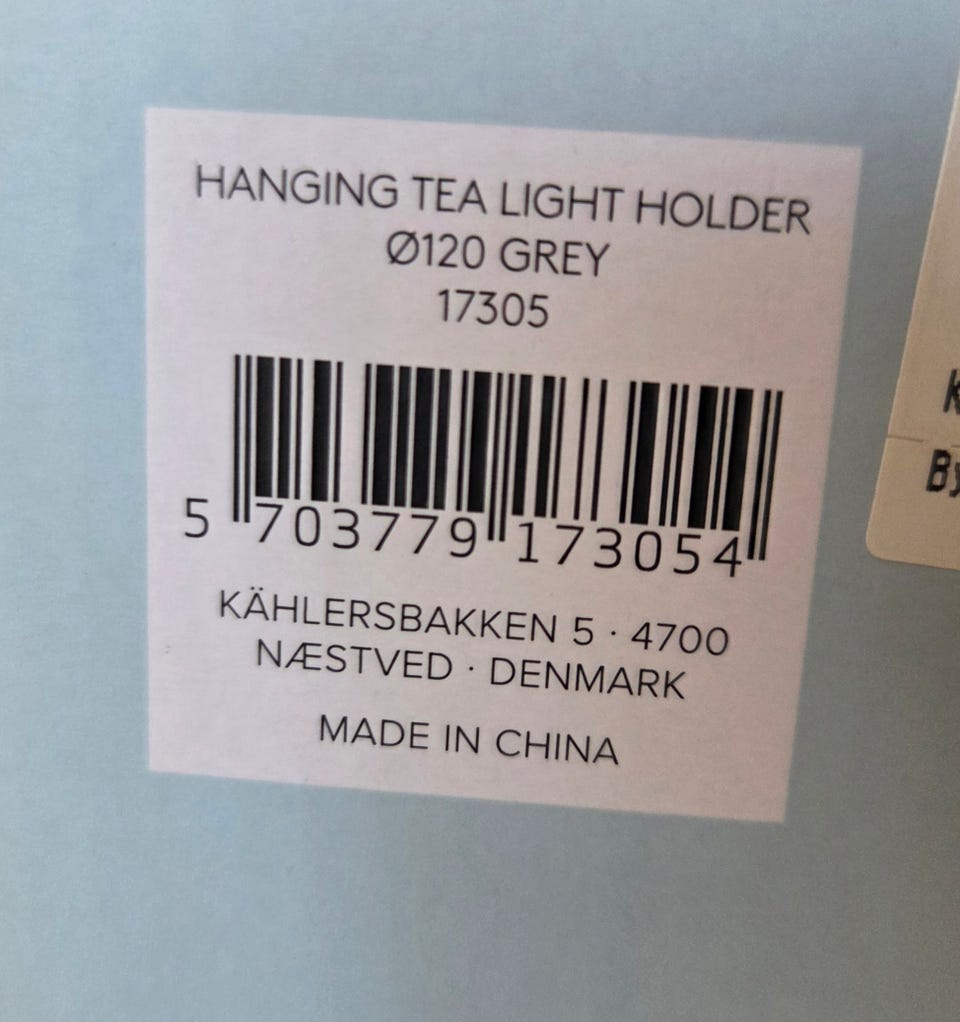 HANGING TEA LIGHT HOLDER
Ø120 GREY
17305
5 703779 173054
KÄHLERSBAKKEN 5 · 4700
NÆSTVED · DENMARK
MADE IN CHINA